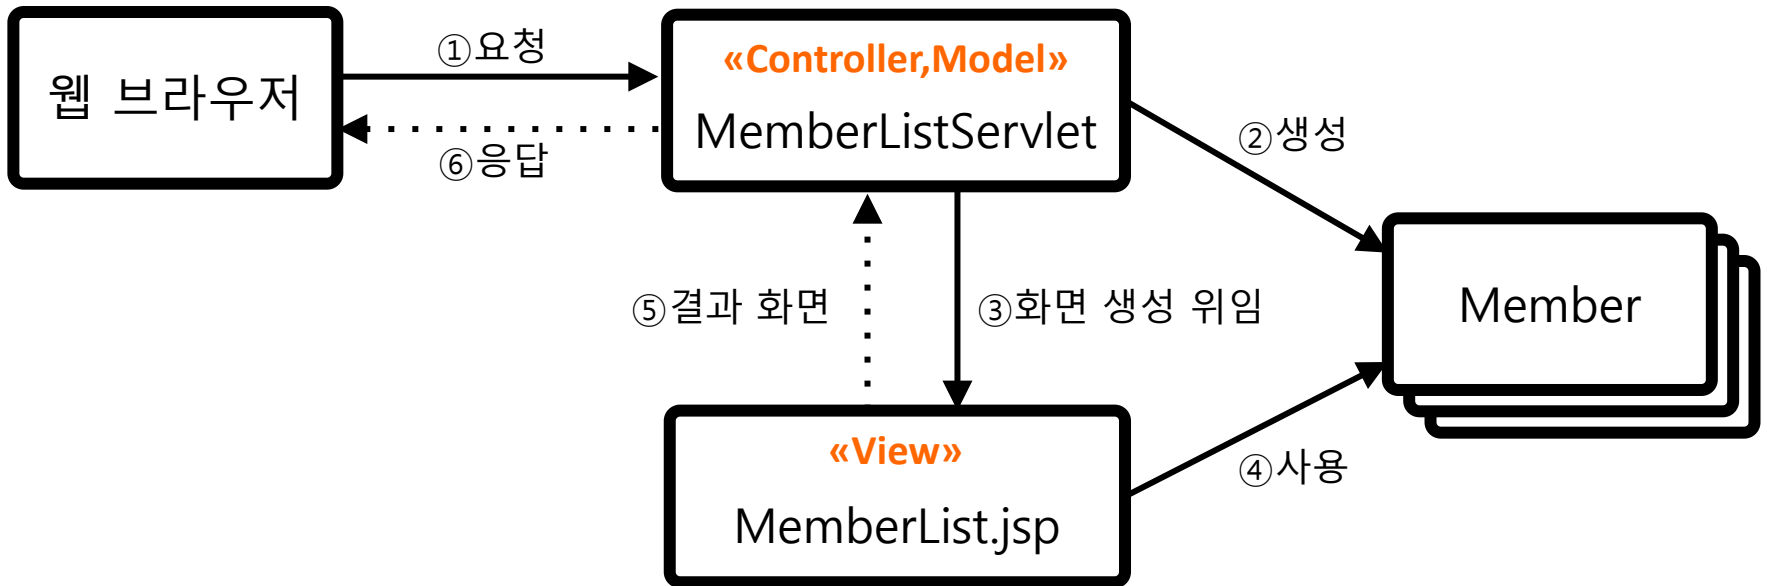 ①요청
«Controller,Model»
웹 브라우저
MemberListServlet
②생성
⑥응답
⑤결과 화면
③화면 생성 위임
Member
«View»
④사용
MemberList.jsp